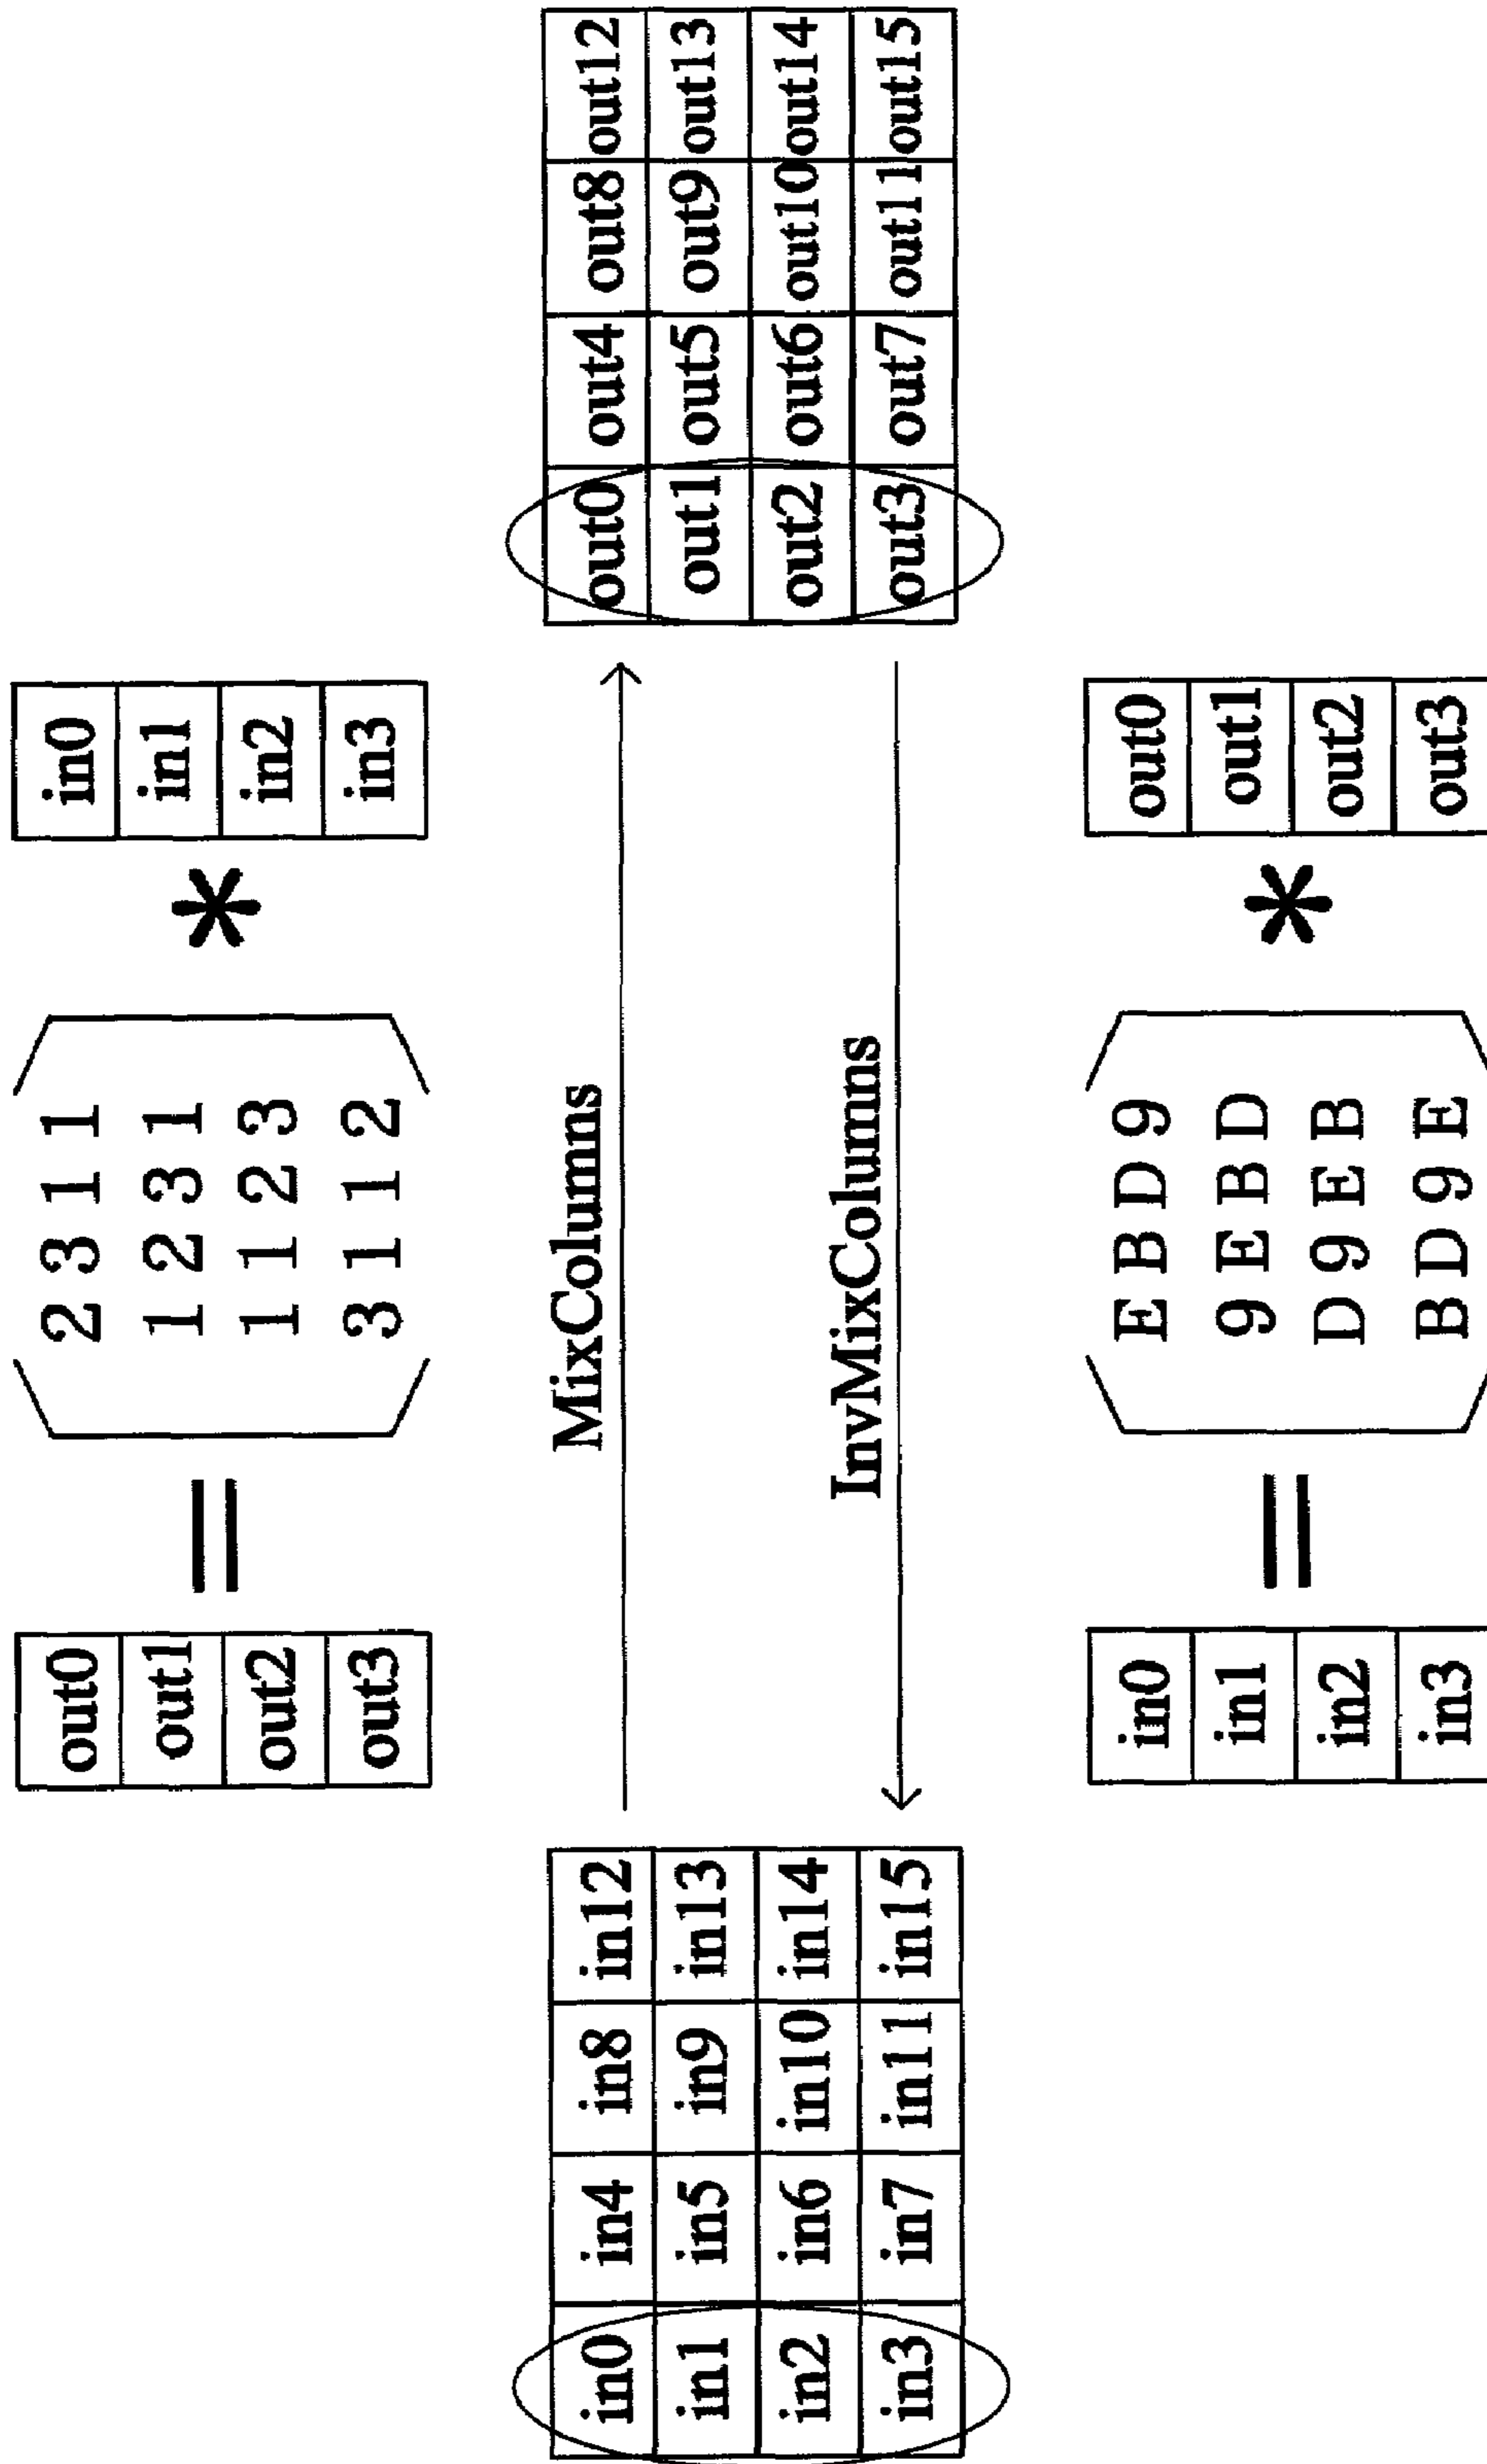 out0 = 2 3 1 1 * in0
out1 1 2 3 1 in1
out2 1 1 2 3 in2
out3 3 1 1 2 in3
MixColumns
in0 in4 in8 in12 out0 out4 out8 out12
in1 in5 in9 in13 out1 out5 out9 out13
in2 in6 in10 in14 out2 out6 out10 out14
in3 in7 in11 in15 out3 out7 out11 out15
InvMixColumns
in0 = E B D 9 * out0
in1 9 E B D out1
in2 D 9 E B out2
in3 B D 9 E out3